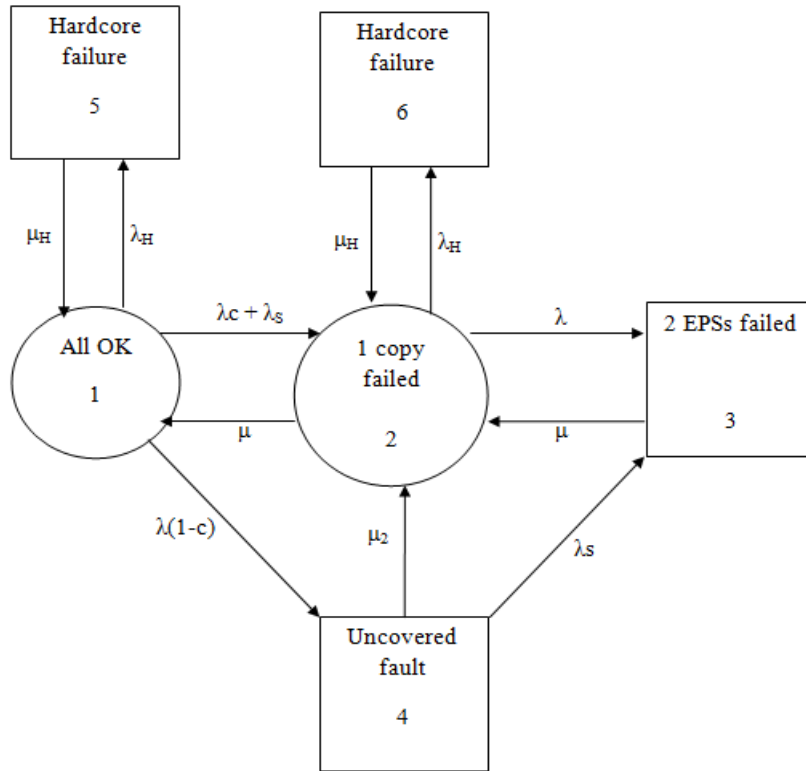 Hardcore
failure
5
Hardcore
failure
6
μH
λH
μH
λH
All OK
1
λc + λS
μ
1 copy
failed
2
λ
μ
2 EPSs failed
3
λ(1-c)
μ2
λs
Uncovered
fault
4